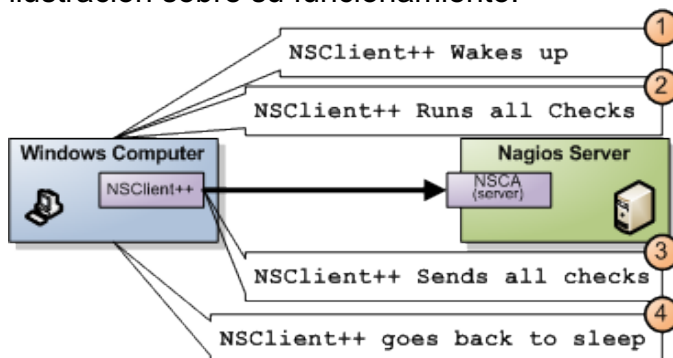 ilustración sobre su funcionamiento.
1
NSClient++ Wakes up
2
NSClient++ Runs all Checks
Windows Computer
NSClient++
Nagios Server
NSCA
(server)
3
NSClient++ Sends all checks
4
NSClient++ goes back to sleep